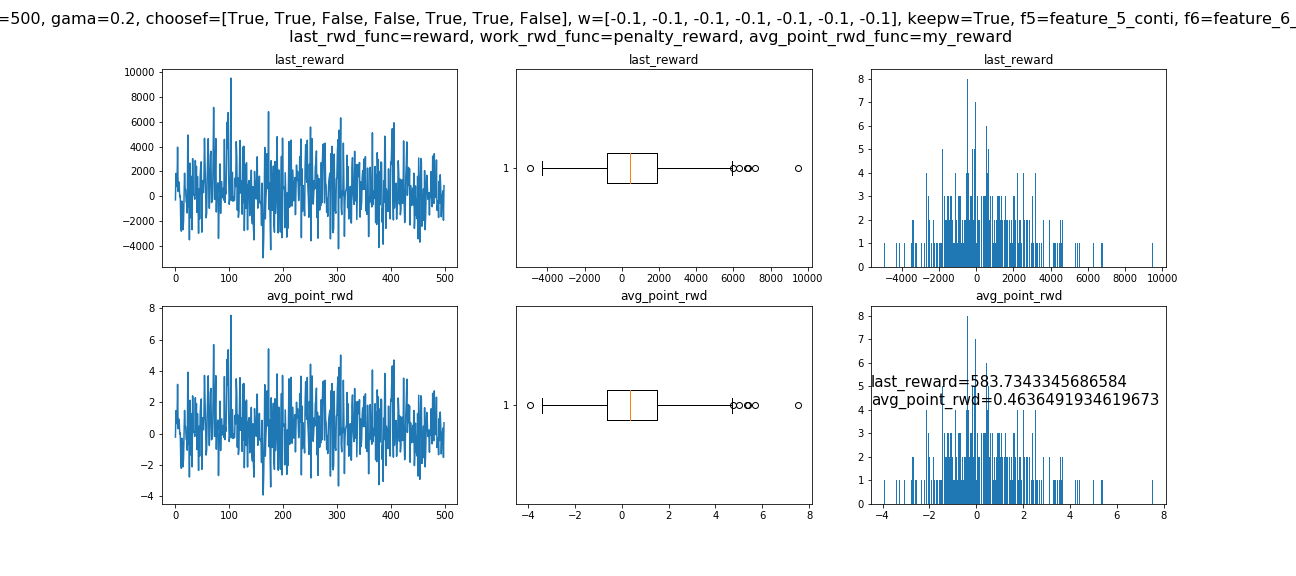 =500, gama=0.2, choosef=[True, True, False, False, True, True, False], w=[-0.1, -0.1, -0.1, -0.1, -0.1, -0.1, -0.1], keepw=True, f5=feature_5_conti, f6=feature_6_
last_rwd_func=reward, work_rwd_func=penalty_reward, avg_point_rwd_func=my_reward
last_reward
last_reward
last_reward
10000
8000
6000
4000
2000
0
−2000
−4000
0 100 200 300 400 500
1
−4000 −2000 0 2000 4000 6000 8000 10000
8
7
6
5
4
3
2
1
0
−4000 −2000 0 2000 4000 6000 8000 10000
avg_point_rwd
avg_point_rwd
avg_point_rwd
8
6
4
2
0
−2
−4
0 100 200 300 400 500
1
−4 −2 0 2 4 6 8
8
7
6
5
4
3
2
1
0
last_reward=583.7343345686584
avg_point_rwd=0.4636491934619673
−4 −2 0 2 4 6 8